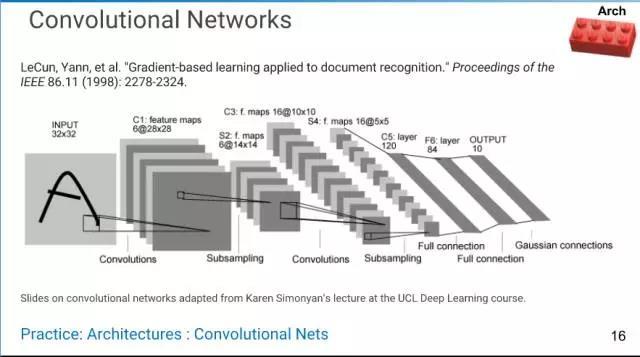 Convolutional Networks
Arch
LeCun, Yann, et al. "Gradient-based learning applied to document recognition." Proceedings of the
IEEE 86.11 (1998): 2278-2324.
INPUT
32x32
C1: feature maps
6@28x28
S2: f. maps
6@14x14
C3: f. maps 16@10x10
S4: f. maps 16@5x5
C5: layer
120
F6: layer
84
OUTPUT
10
A
Convolutions
Subsampling
Convolutions
Subsampling
Full connection
Full connection
Gaussian connections
Slides on convolutional networks adapted from Karen Simonyan's lecture at the UCL Deep Learning course.
Practice: Architectures : Convolutional Nets
16